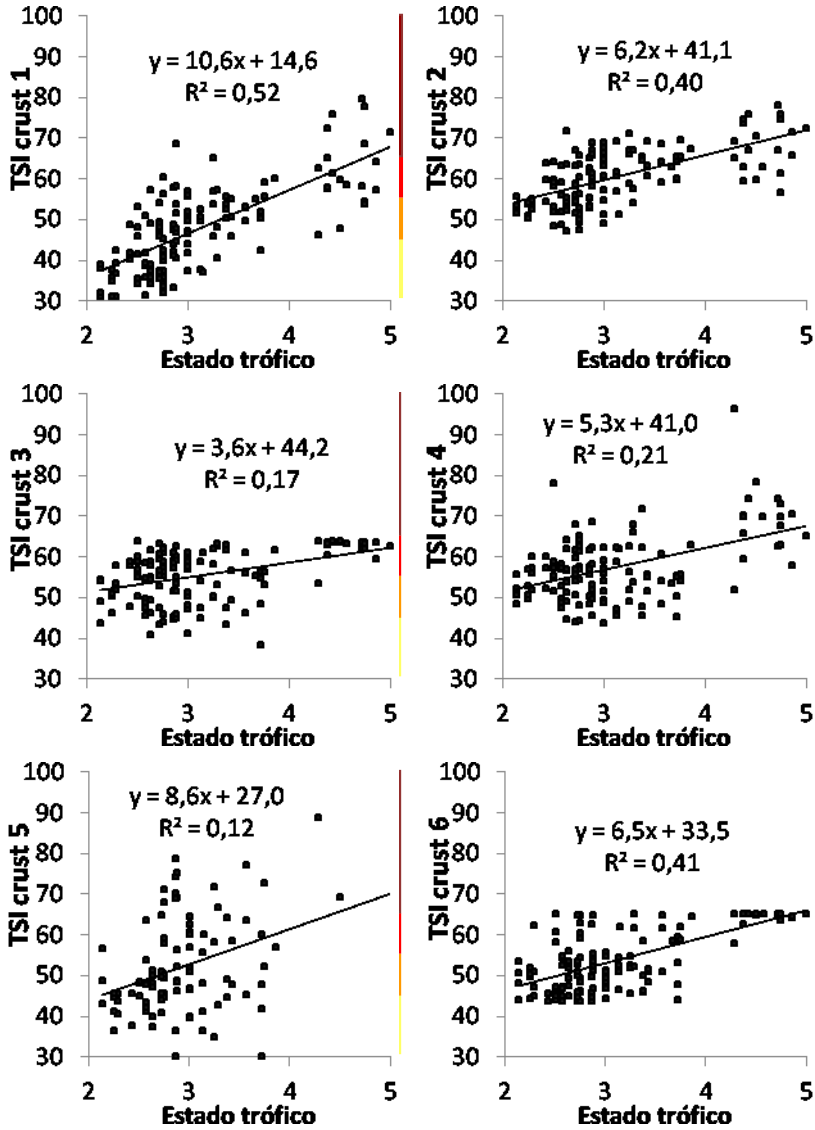 100
90
80
70
60
50
40
30
TSI crust 1
y = 10,6x + 14,6
R² = 0,52
2 3 4 5
Estado trófico
100
90
80
70
60
50
40
30
TSI crust 2
y = 6,2x + 41,1
R² = 0,40
2 3 4 5
Estado trófico
100
90
80
70
60
50
40
30
TSI crust 3
y = 3,6x + 44,2
R² = 0,17
2 3 4 5
Estado trófico
100
90
80
70
60
50
40
30
TSI crust 4
y = 5,3x + 41,0
R² = 0,21
2 3 4 5
Estado trófico
100
90
80
70
60
50
40
30
TSI crust 5
y = 8,6x + 27,0
R² = 0,12
2 3 4 5
Estado trófico
100
90
80
70
60
50
40
30
TSI crust 6
y = 6,5x + 33,5
R² = 0,41
2 3 4 5
Estado trófico